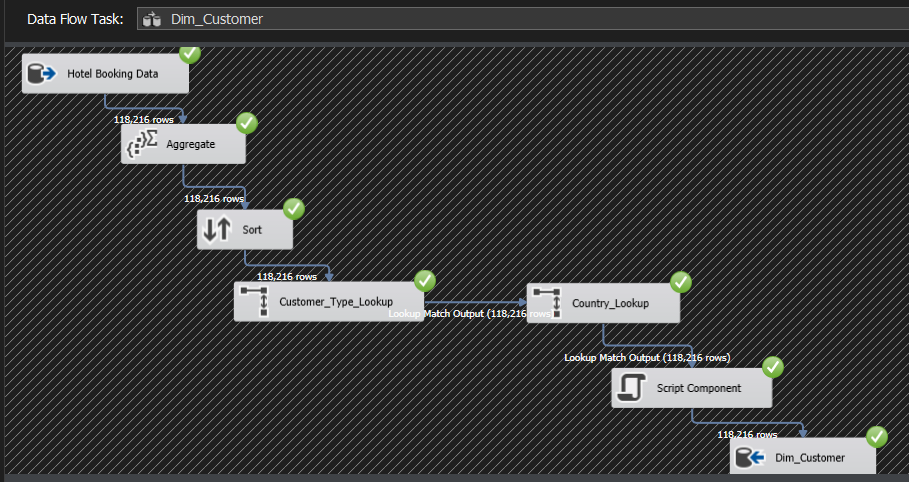 Data Flow Task: Dim_Customer
Hotel Booking Data
118,216 rows
Aggregate
118,216 rows
Sort
118,216 rows
Customer_Type_Lookup
Lookup Match Output (118,216 rows)
Country_Lookup
Lookup Match Output (118,216 rows)
Script Component
118,216 rows
Dim_Customer